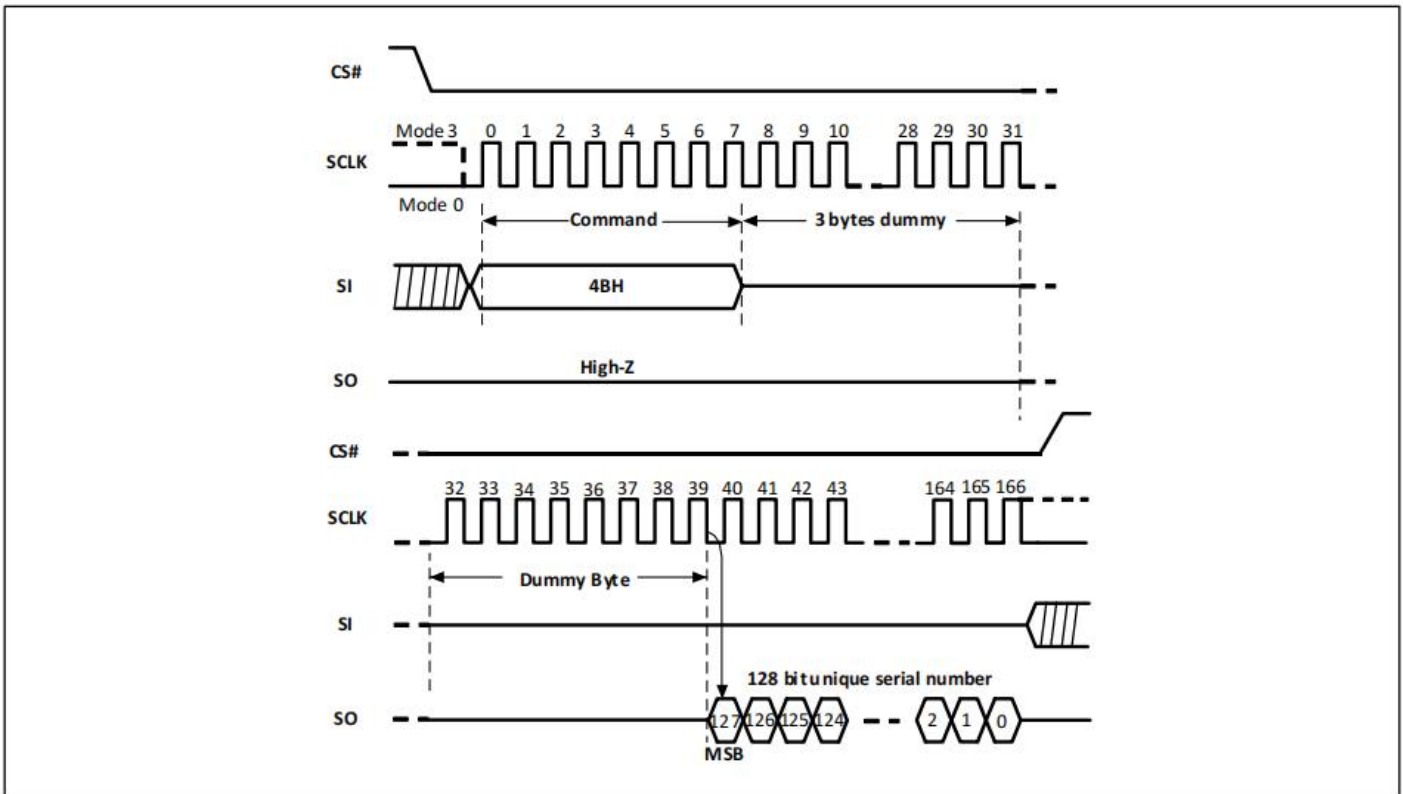 CS#
Mode 3 0 1 2 3 4 5 6 7 8 9 10 28 29 30 31
SCLK
Mode 0
Command 3 bytes dummy
SI 4BH
High-Z
SO
CS#
32 33 34 35 36 37 38 39 40 41 42 43 164 165 166
SCLK
Dummy Byte
SI
128 bit unique serial number
SO 127 126 125 124 2 1 0
MSB